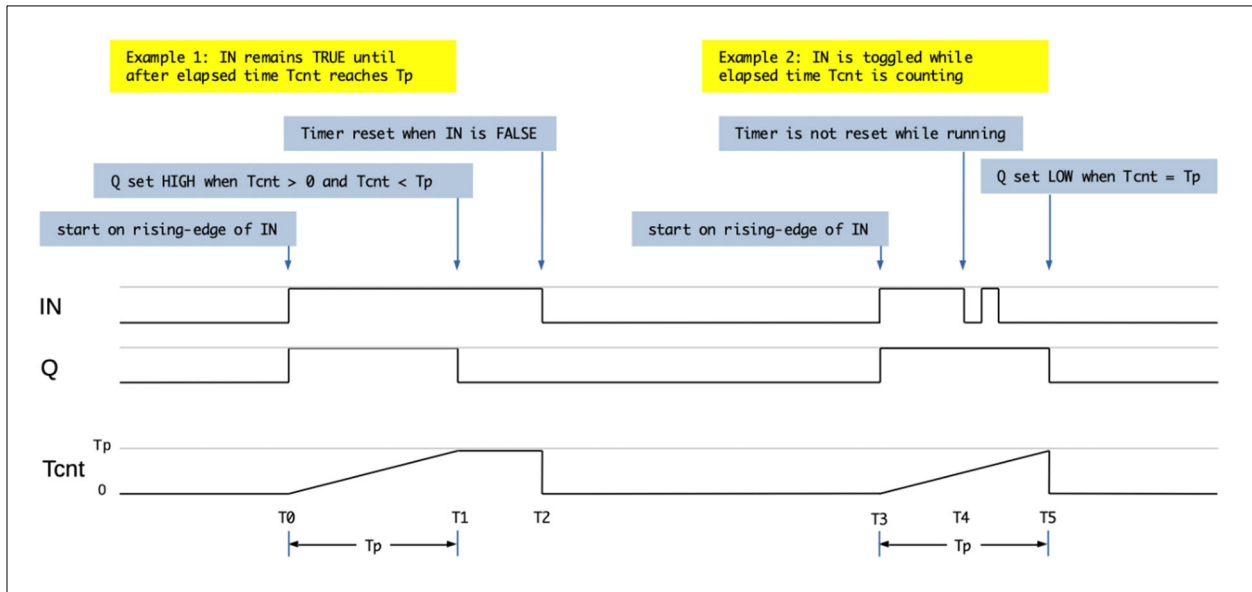 Example 1: IN remains TRUE until
after elapsed time Tcnt reaches Tp
Example 2: IN is toggled while
elapsed time Tcnt is counting
Timer reset when IN is FALSE
Timer is not reset while running
Q set HIGH when Tcnt > 0 and Tcnt < Tp
Q set LOW when Tcnt = Tp
start on rising-edge of IN
start on rising-edge of IN
IN
Q
Tp
Tcnt
0
T0 T1 T2 T3 T4 T5
Tp Tp